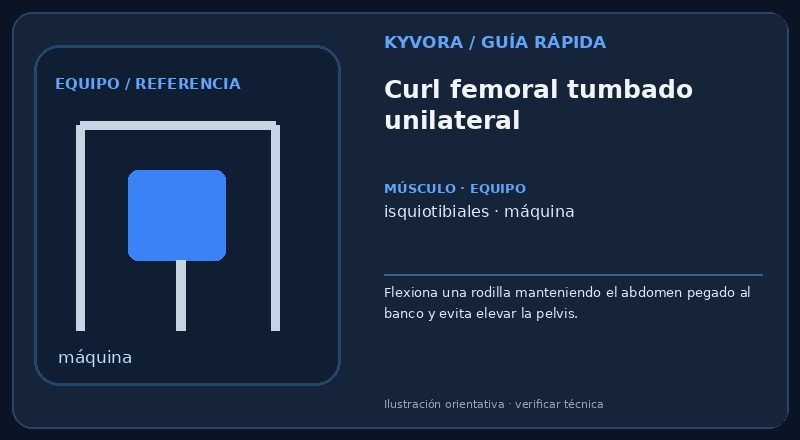 EQUIPO / REFERENCIA
máquina
KYVORA / GUÍA RÁPIDA
Curl femoral tumbado
unilateral
MÚSCULO · EQUIPO
isquiotibiales · máquina
Flexiona una rodilla manteniendo el abdomen pegado al
banco y evita elevar la pelvis.
Ilustración orientativa · verificar técnica